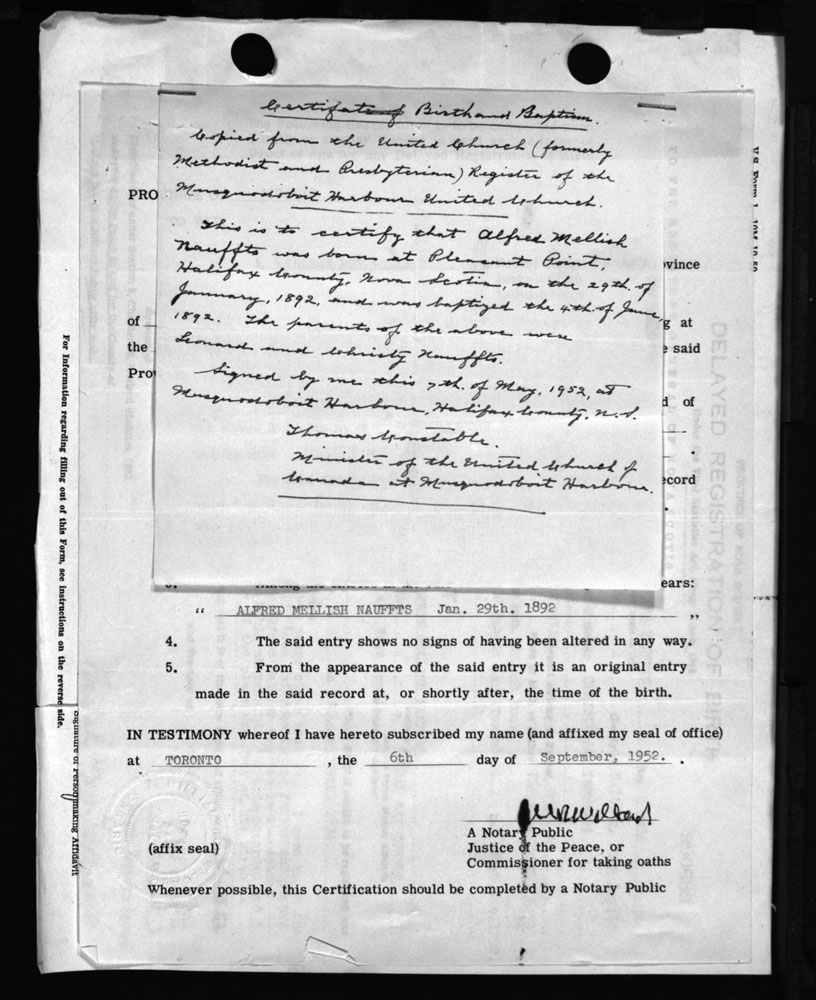 Certificate of Birth and Baptism.
Copied from the United Church (formerly
Methodist and Presbyterian) Register of the
Musquodoboit Harbour United Church.
This is to certify that Alfred Mellish
Nauffts was born at Pleasant Point,
Halifax County, Nova Scotia, on the 29th. of
January, 1892, and was baptized the 4th. of June,
1892. The parents of the above were
Leonard and Christy Nauffts.
Signed by me this 7th. of May, 1952, at
Musquodoboit Harbour, Halifax County, N.S.
Thomas Constable.
Minister of the United Church of
Canada at Musquodoboit Harbour.
PRO
vince
of
g at
the
e said
Pro
d of
ecord
ears:
“ ALFRED MELLISH NAUFFTS Jan. 29th. 1892 ”
4. The said entry shows no signs of having been altered in any way.
5. From the appearance of the said entry it is an original entry
made in the said record at, or shortly after, the time of the birth.
IN TESTIMONY whereof I have hereto subscribed my name (and affixed my seal of office)
at TORONTO , the 6th day of September, 1952. .
A Notary Public
(affix seal) Justice of the Peace, or
Commissioner for taking oaths
Whenever possible, this Certification should be completed by a Notary Public
For Information regarding filling out of this Form, see instructions on the reverse side.
Signature of Person making Affidavit
DELAYED REGISTRATION OF BIRTH